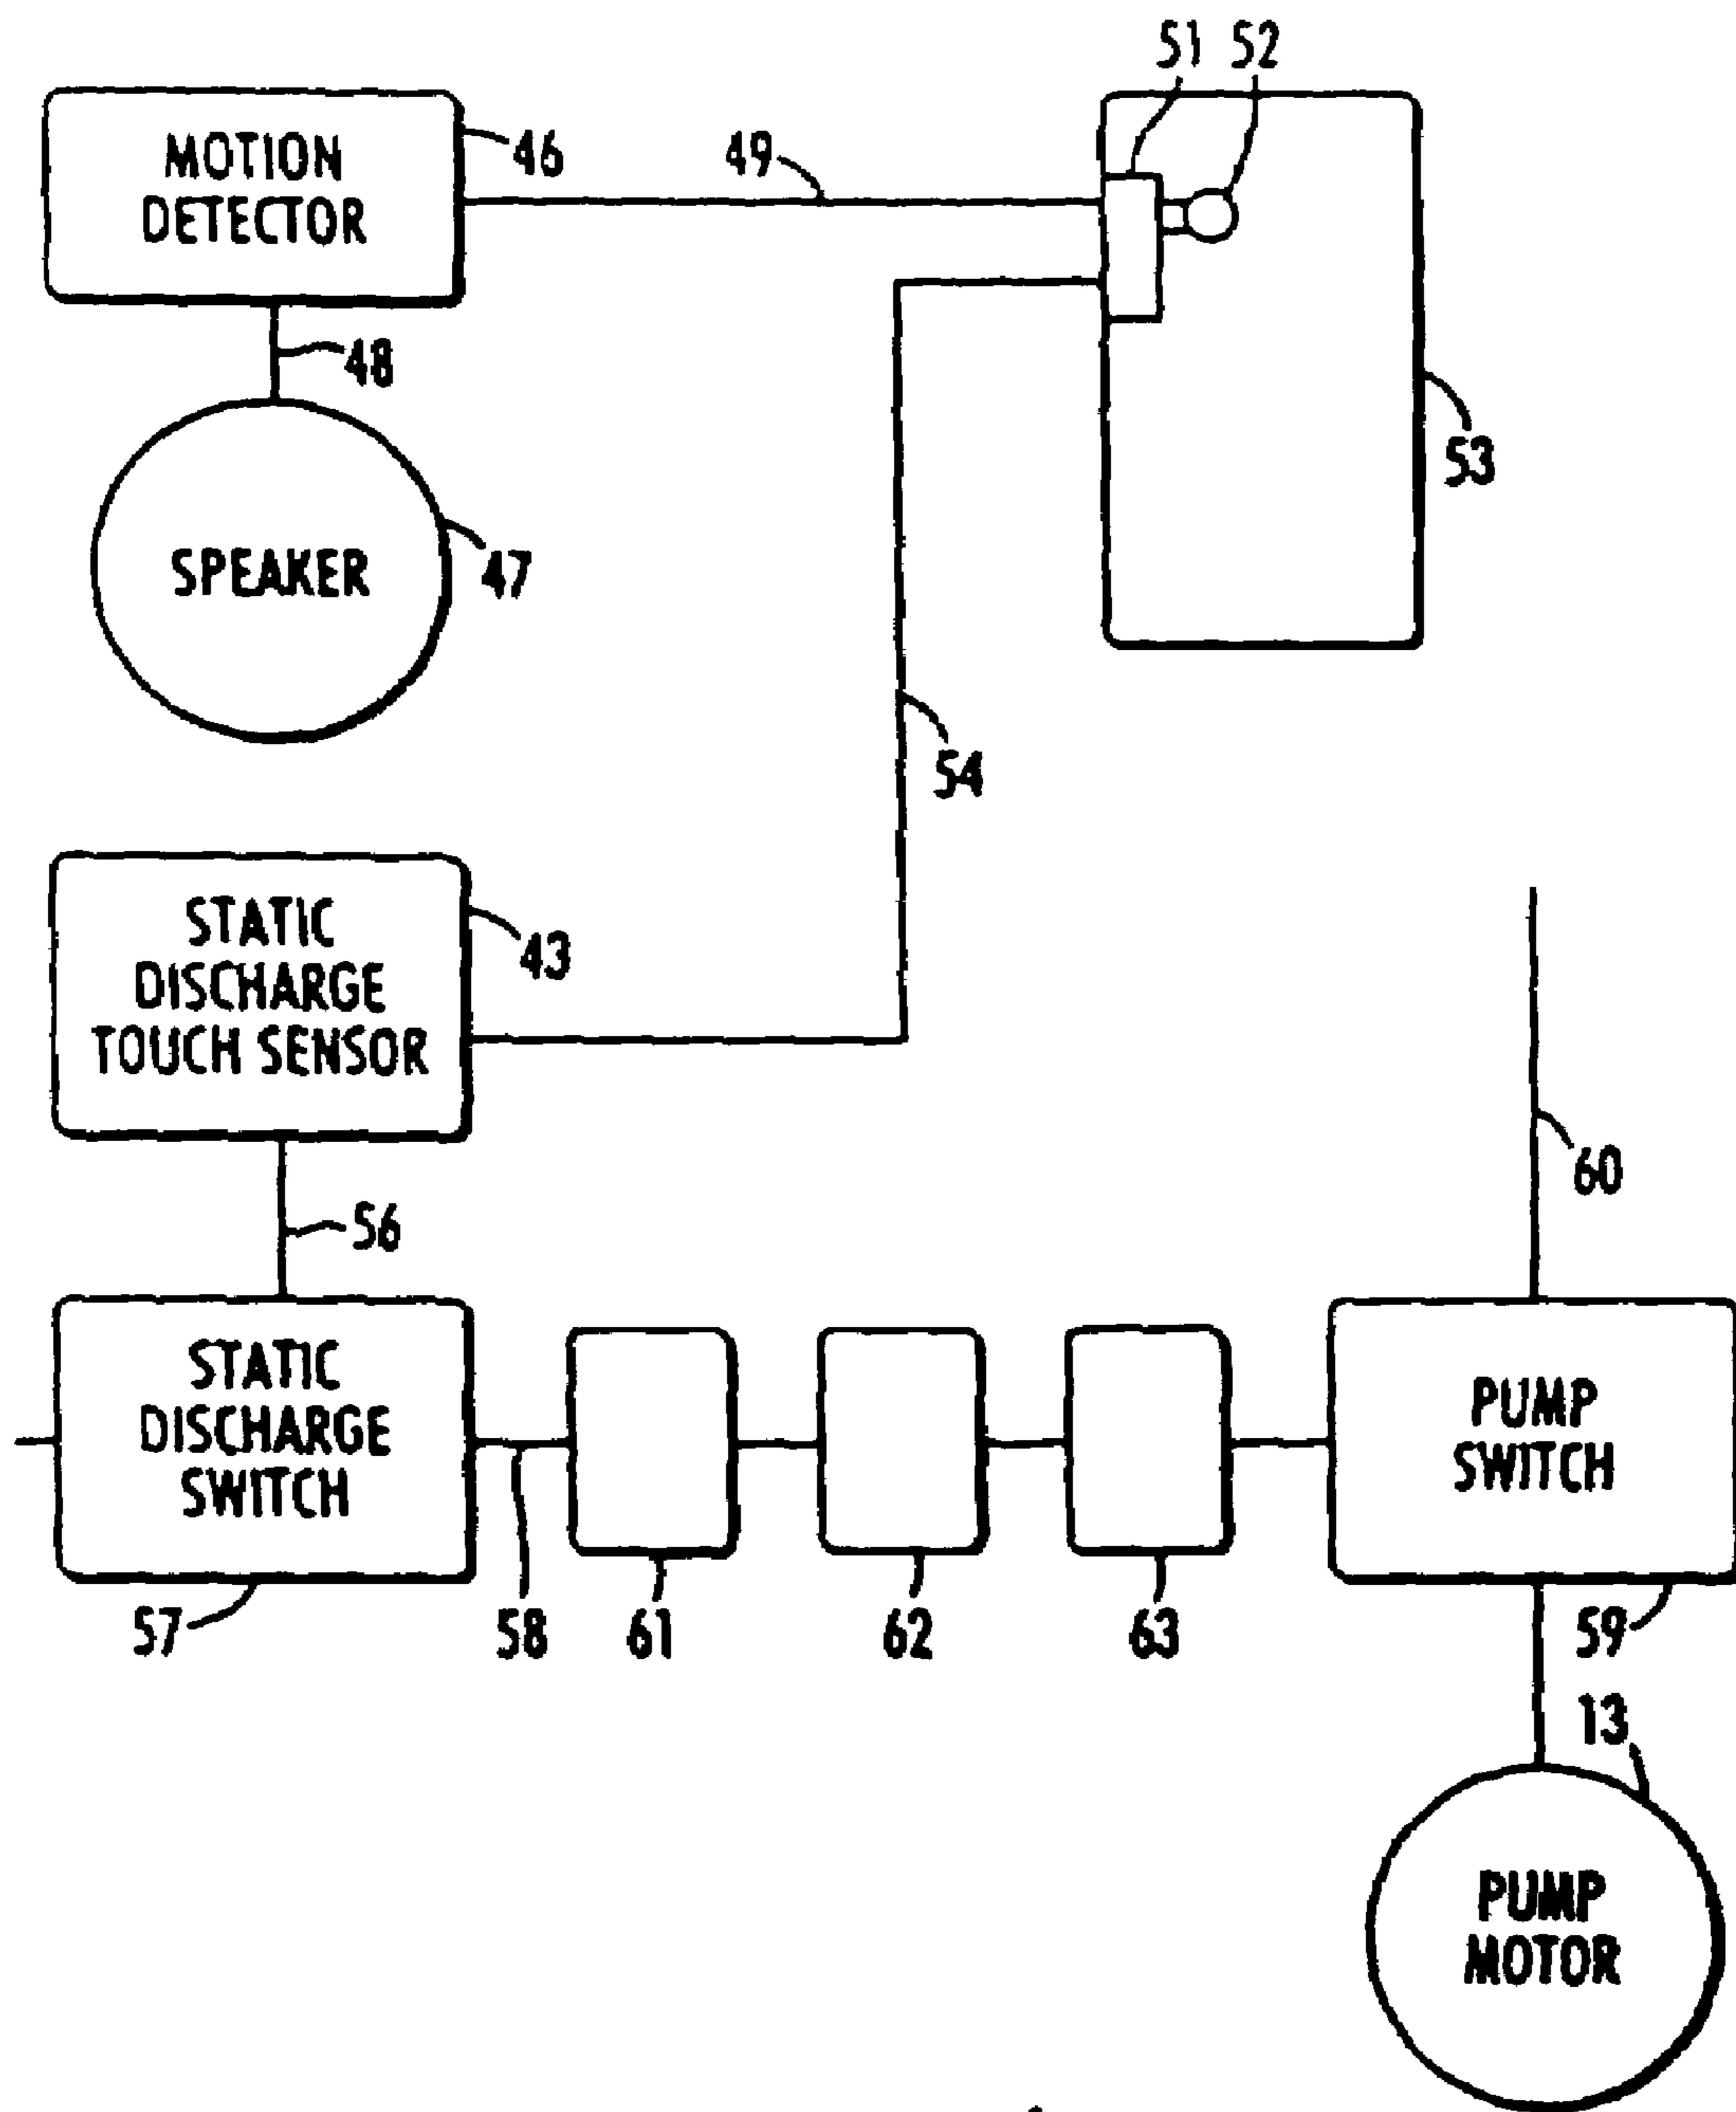 51 52
MOTION
DETECTOR
46
49
48
53
SPEAKER
47
54
STATIC
DISCHARGE
TOUCH SENSOR
43
60
56
STATIC
DISCHARGE
SWITCH
PUMP
SWITCH
57
58
61
62
63
59
13
PUMP
MOTOR